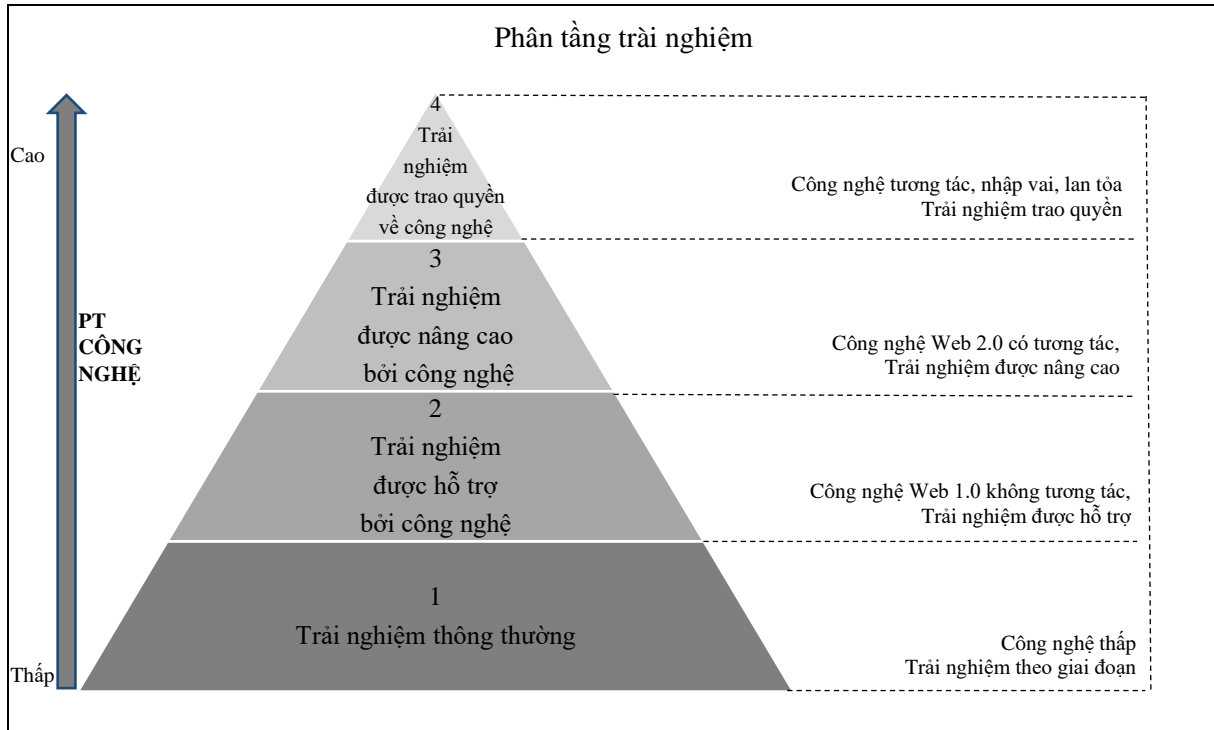 Phân tầng trài nghiệm
Cao
PT
CÔNG
NGHỆ
Thấp
4
Trải
nghiệm
được trao quyền
về công nghệ
3
Trải nghiệm
được nâng cao
bởi công nghệ
2
Trải nghiệm
được hỗ trợ
bởi công nghệ
1
Trải nghiệm thông thường
Công nghệ tương tác, nhập vai, lan tỏa
Trải nghiệm trao quyền
Công nghệ Web 2.0 có tương tác,
Trải nghiệm được nâng cao
Công nghệ Web 1.0 không tương tác,
Trải nghiệm được hỗ trợ
Công nghệ thấp
Trải nghiệm theo giai đoạn